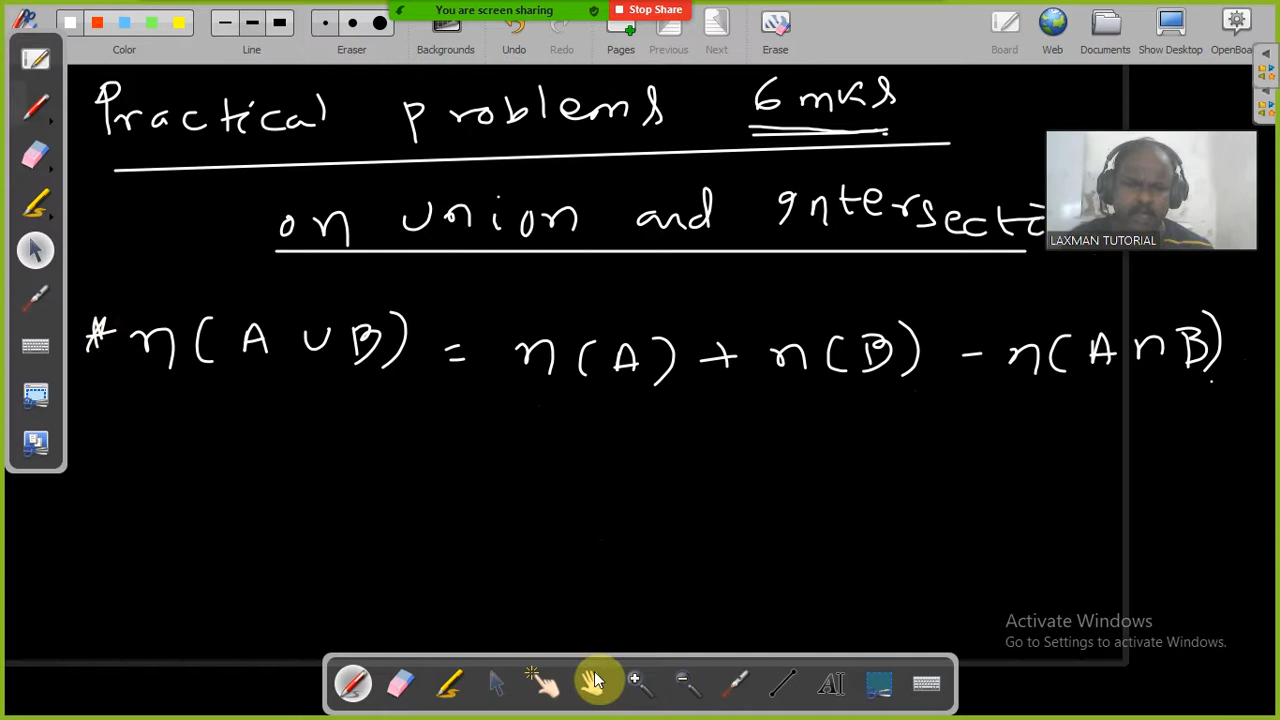 You are screen sharing
Stop Share
Color
Line
Eraser
Backgrounds
Undo
Redo
Pages
Previous
Next
Erase
Board
Web
Documents
Show Desktop
OpenBoa
Practical problems 6 mks
on union and intersecti
LAXMAN TUTORIAL
* n(A ∪ B) = n(A) + n(B) - n(A ∩ B)
Activate Windows
Go to Settings to activate Windows.
AI